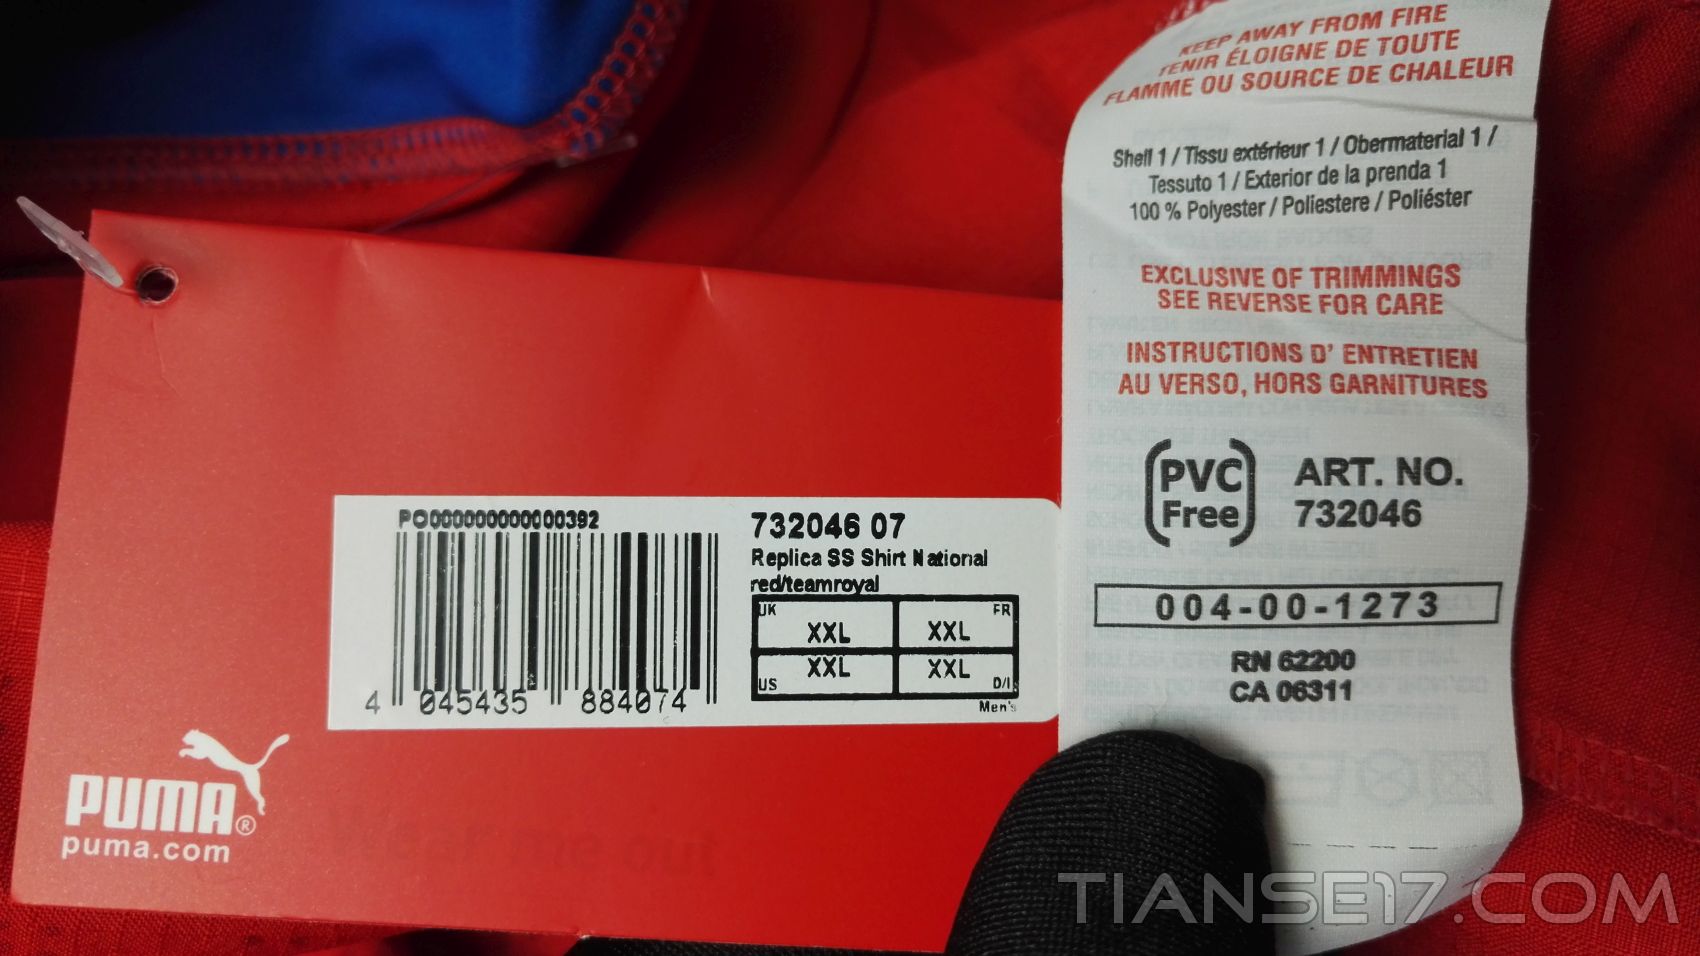 KEEP AWAY FROM FIRE
TENIR ÉLOIGNE DE TOUTE
FLAMME OU SOURCE DE CHALEUR
Shell 1 / Tissu extérieur 1 / Obermaterial 1 /
Tessuto 1 / Exterior de la prenda 1
100 % Polyester / Poliestere / Poliéster
EXCLUSIVE OF TRIMMINGS
SEE REVERSE FOR CARE
INSTRUCTIONS D' ENTRETIEN
AU VERSO, HORS GARNITURES
PVC
Free
ART. NO.
732046
004-00-1273
RN 62200
CA 06311
PO000000000000392
4 045435 884074
732046 07
Replica SS Shirt National
red/teamroyal
UK XXL
XXL FR
US XXL
XXL D/I
Men's
PUMA®
puma.com
TIANSE17.COM